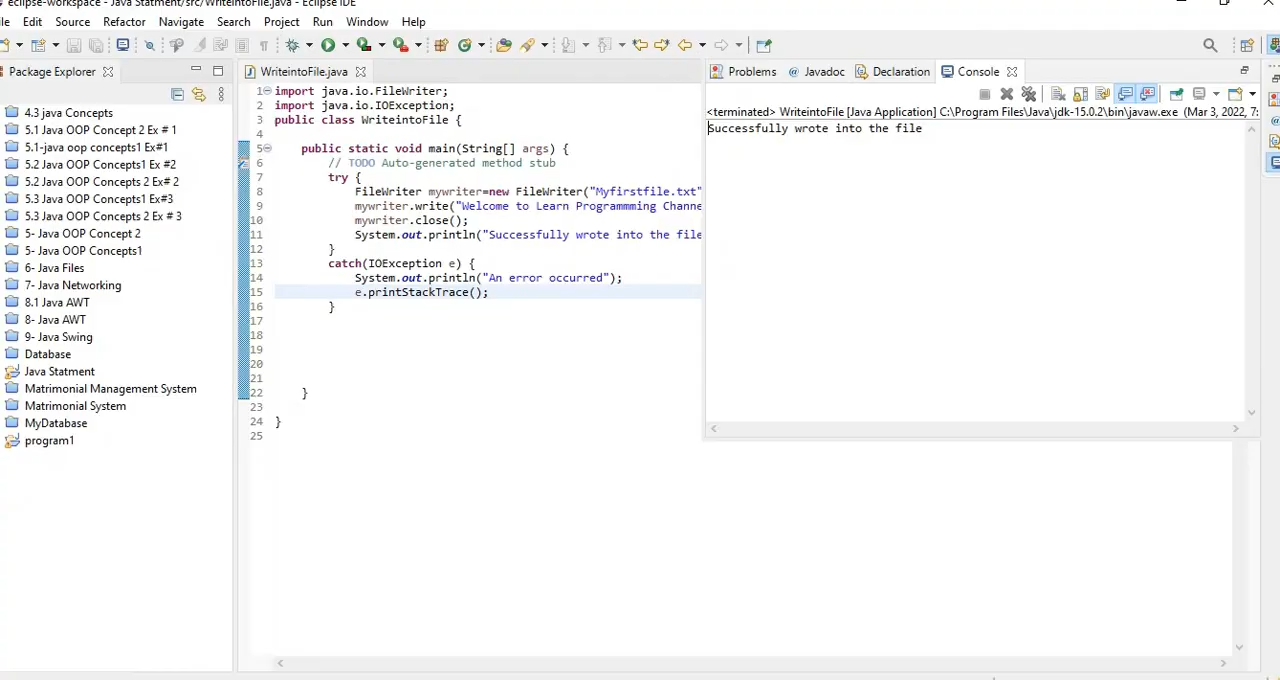 eclipse-workspace - Java Statment/src/WriteintoFile.java - Eclipse IDE
Edit Source Refactor Navigate Search Project Run Window Help
Package Explorer
4.3 java Concepts
5.1 Java OOP Concept 2 Ex # 1
5.1-java oop concepts1 Ex#1
5.2 Java OOP Concepts1 Ex #2
5.2 Java OOP Concepts 2 Ex# 2
5.3 Java OOP Concepts1 Ex#3
5.3 Java OOP Concepts 2 Ex # 3
5- Java OOP Concept 2
5- Java OOP Concepts1
6- Java Files
7- Java Networking
8.1 Java AWT
8- Java AWT
9- Java Swing
Database
Java Statment
Matrimonial Management System
Matrimonial System
MyDatabase
program1
WriteintoFile.java
1 import java.io.FileWriter;
2 import java.io.IOException;
3 public class WriteintoFile {
4
5 public static void main(String[] args) {
6 // TODO Auto-generated method stub
7 try {
8 FileWriter mywriter=new FileWriter("Myfirstfile.txt"
9 mywriter.write("Welcome to Learn Programmming Channe
10 mywriter.close();
11 System.out.println("Successfully wrote into the file
12 }
13 catch(IOException e) {
14 System.out.println("An error occurred");
15 e.printStackTrace();
16 }
17
18
19
20
21
22 }
23
24 }
25
Problems @ Javadoc Declaration Console
<terminated> WriteintoFile [Java Application] C:\Program Files\Java\jdk-15.0.2\bin\javaw.exe (Mar 3, 2022, 7:
Successfully wrote into the file